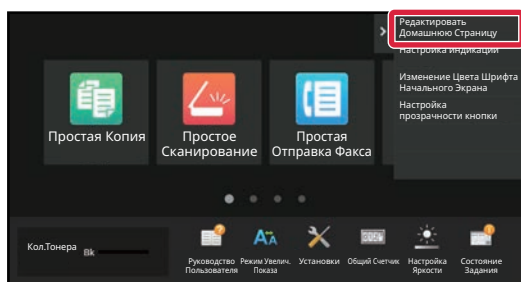 Редактировать
Домашнюю Страницу
Настройка индикации
Изменение Цвета Шрифта
Начального Экрана
Настройка
прозрачности кнопки
Простая Копия
Простое
Сканирование
Простая
Отправка Факса
Кол.Тонера
Bk
Руководство
Пользователя
Режим Увелич.
Показа
Установки
Общий Счетчик
Настройка
Яркости
Состояние
Задания